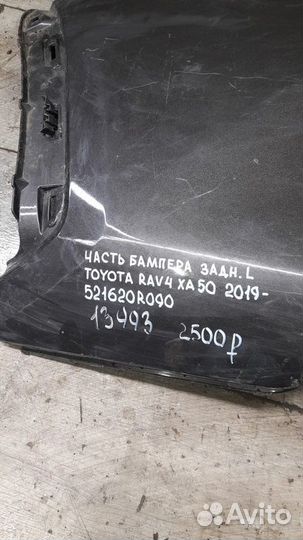 ЧАСТЬ БАМПЕРА ЗАДН. L
TOYOTA RAV4 XA50 2019-
521620R090
13493 2500р
Avito